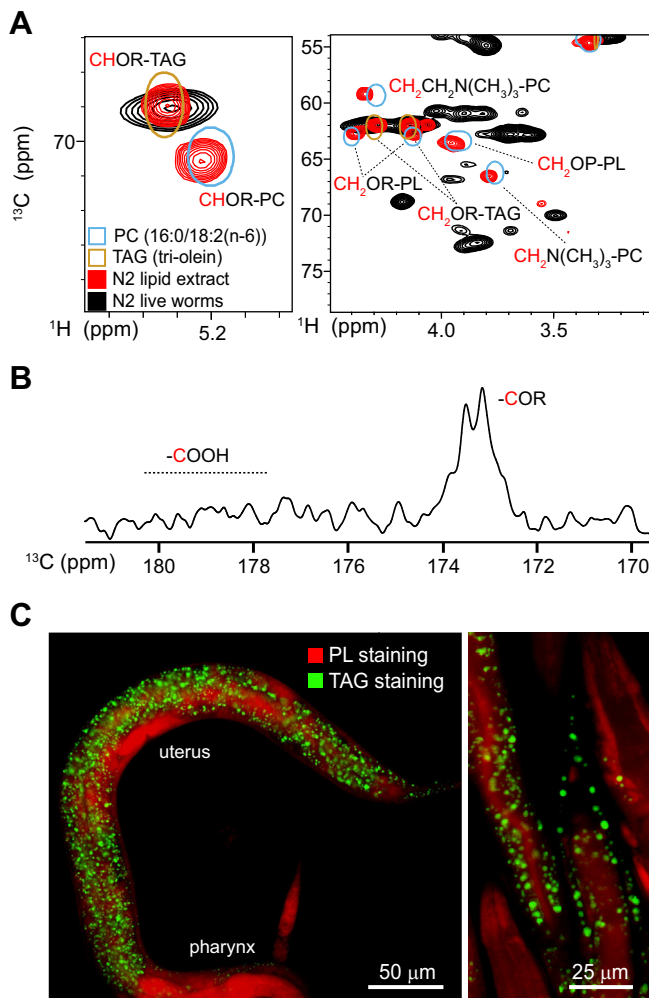 A
CHOR-TAG
CHOR-PC
70
¹³C (ppm)
PC (16:0/18:2(n-6))
TAG (tri-olein)
N2 lipid extract
N2 live worms
¹H (ppm)
5.2
55
60
65
70
75
CH₂CH₂N(CH₃)₃-PC
CH₂OP-PL
CH₂OR-PL
CH₂OR-TAG
CH₂N(CH₃)₃-PC
¹H (ppm)
4.0
3.5
B
-COOH
-COR
¹³C (ppm)
180
178
176
174
172
170
C
PL staining
TAG staining
uterus
pharynx
50 µm
25 µm